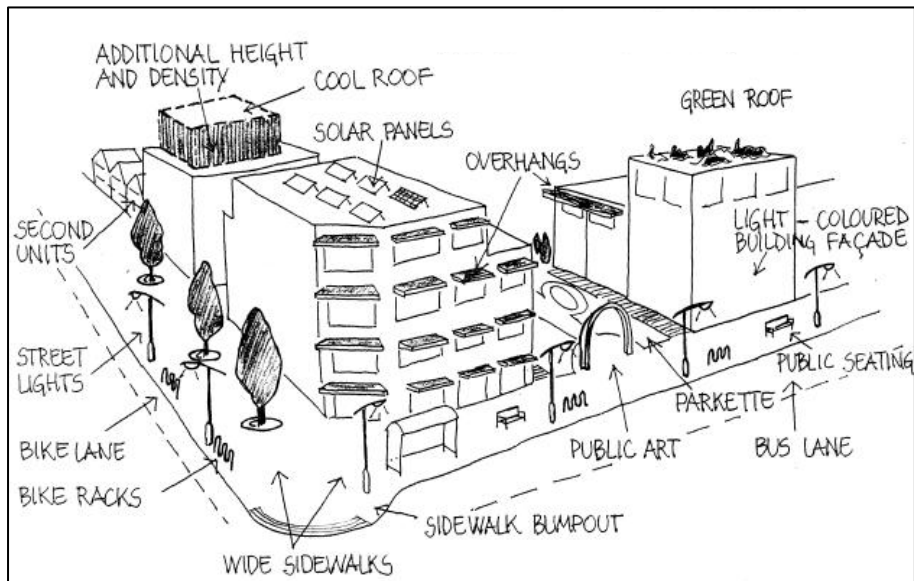 ADDITIONAL HEIGHT
AND DENSITY
COOL ROOF
SOLAR PANELS
GREEN ROOF
OVERHANGS
SECOND
UNITS
LIGHT - COLOURED
BUILDING FAÇADE
STREET
LIGHTS
PUBLIC SEATING
PARKETTE
BIKE LANE
PUBLIC ART
BUS LANE
BIKE RACKS
SIDEWALK BUMPOUT
WIDE SIDEWALKS